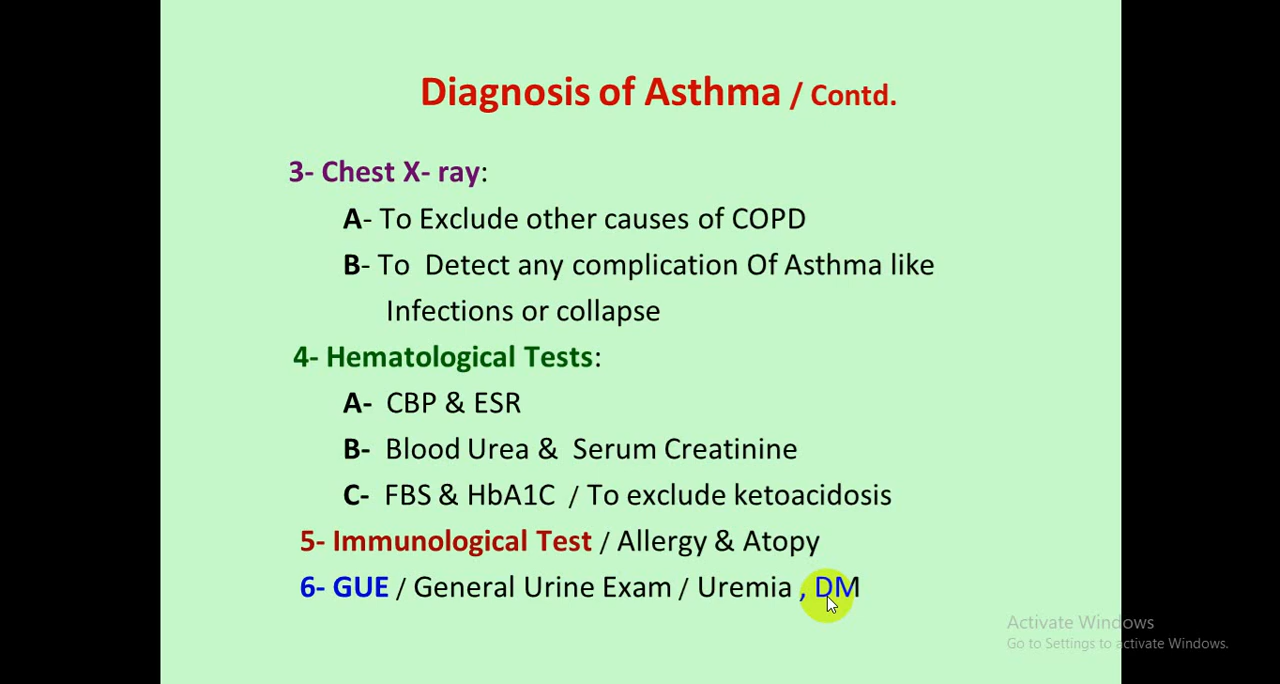 Diagnosis of Asthma / Contd.
3- Chest X- ray:
A- To Exclude other causes of COPD
B- To Detect any complication Of Asthma like
Infections or collapse
4- Hematological Tests:
A- CBP & ESR
B- Blood Urea & Serum Creatinine
C- FBS & HbA1C / To exclude ketoacidosis
5- Immunological Test / Allergy & Atopy
6- GUE / General Urine Exam / Uremia , DM
Activate Windows
Go to Settings to activate Windows.